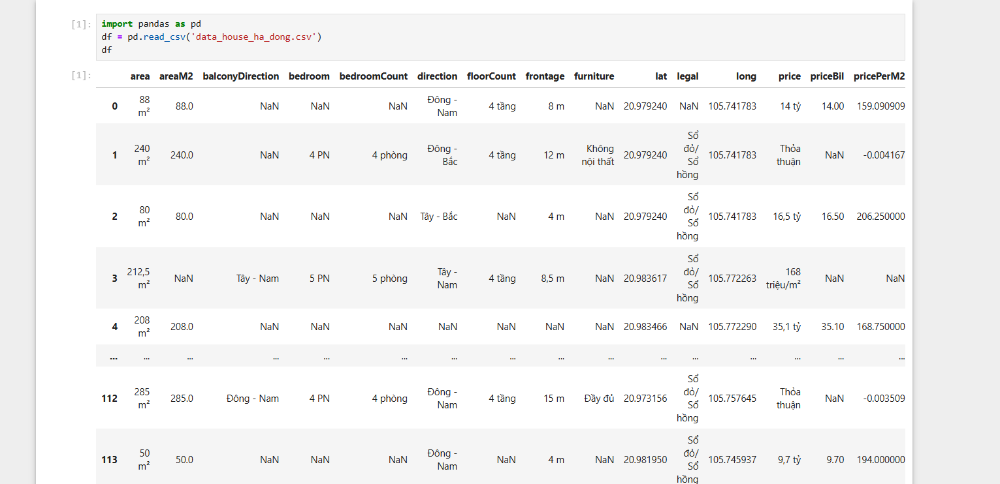 [1]: import pandas as pd
df = pd.read_csv('data_house_ha_dong.csv')
df
[1]: area areaM2 balconyDirection bedroom bedroomCount direction floorCount frontage furniture lat legal long price priceBil pricePerM2
0 88 m² 88.0 NaN NaN NaN Đông - Nam 4 tầng 8 m NaN 20.979240 NaN 105.741783 14 tỷ 14.00 159.090909
1 240 m² 240.0 NaN 4 PN 4 phòng Đông - Bắc 4 tầng 12 m Không nội thất 20.979240 Sổ đỏ/ Sổ hồng 105.741783 Thỏa thuận NaN -0.004167
2 80 m² 80.0 NaN NaN NaN Tây - Bắc NaN 4 m NaN 20.979240 Sổ đỏ/ Sổ hồng 105.741783 16,5 tỷ 16.50 206.250000
3 212,5 m² NaN Tây - Nam 5 PN 5 phòng Tây - Nam 4 tầng 8,5 m NaN 20.983617 Sổ đỏ/ Sổ hồng 105.772263 168 triệu/m² NaN NaN
4 208 m² 208.0 NaN NaN NaN NaN NaN NaN NaN 20.983466 NaN 105.772290 35,1 tỷ 35.10 168.750000
... ... ... ... ... ... ... ... ... ... ... ... ... ... ... ...
112 285 m² 285.0 Đông - Nam 4 PN 4 phòng Đông - Nam 4 tầng 15 m Đầy đủ 20.973156 Sổ đỏ/ Sổ hồng 105.757645 Thỏa thuận NaN -0.003509
113 50 m² 50.0 NaN NaN NaN Đông - Nam NaN 4 m NaN 20.981950 Sổ đỏ/ Sổ hồng 105.745937 9,7 tỷ 9.70 194.000000